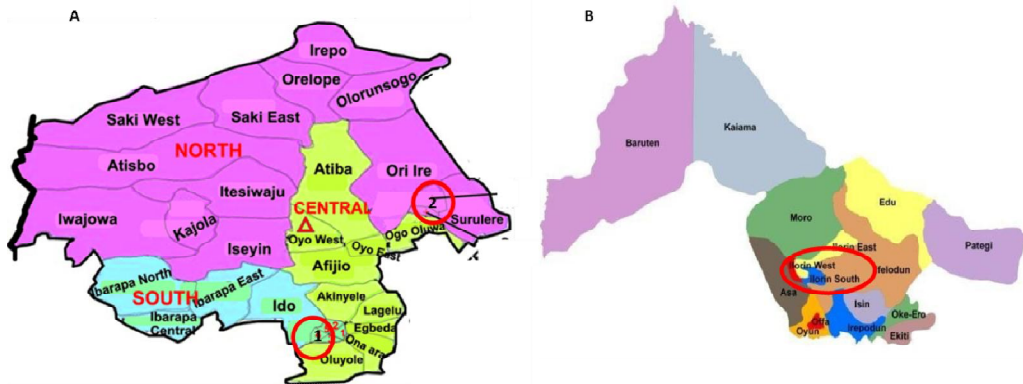 A
Irepo
Orelope
Olorunsogo
Saki West
Saki East
NORTH
Atisbo
Atiba
Ori Ire
Itesiwaju
2
Iwajowa
Kajola
CENTRAL
Surulere
Iseyin
Oyo West
Ogo Oluwa
Oyo East
Afijio
Ibarapa North
Ibarapa East
SOUTH
Ido
Akinyele
Ibarapa
Central
Lagelu
Egbeda
1
Ona ara
Oluyole
B
Baruten
Kaiama
Edu
Moro
Pategi
Ilorin East
Ilorin West
Ilorin South
Ifelodun
Asa
Isin
Oke-Ero
Offa
Oyun
Irepodun
Ekiti